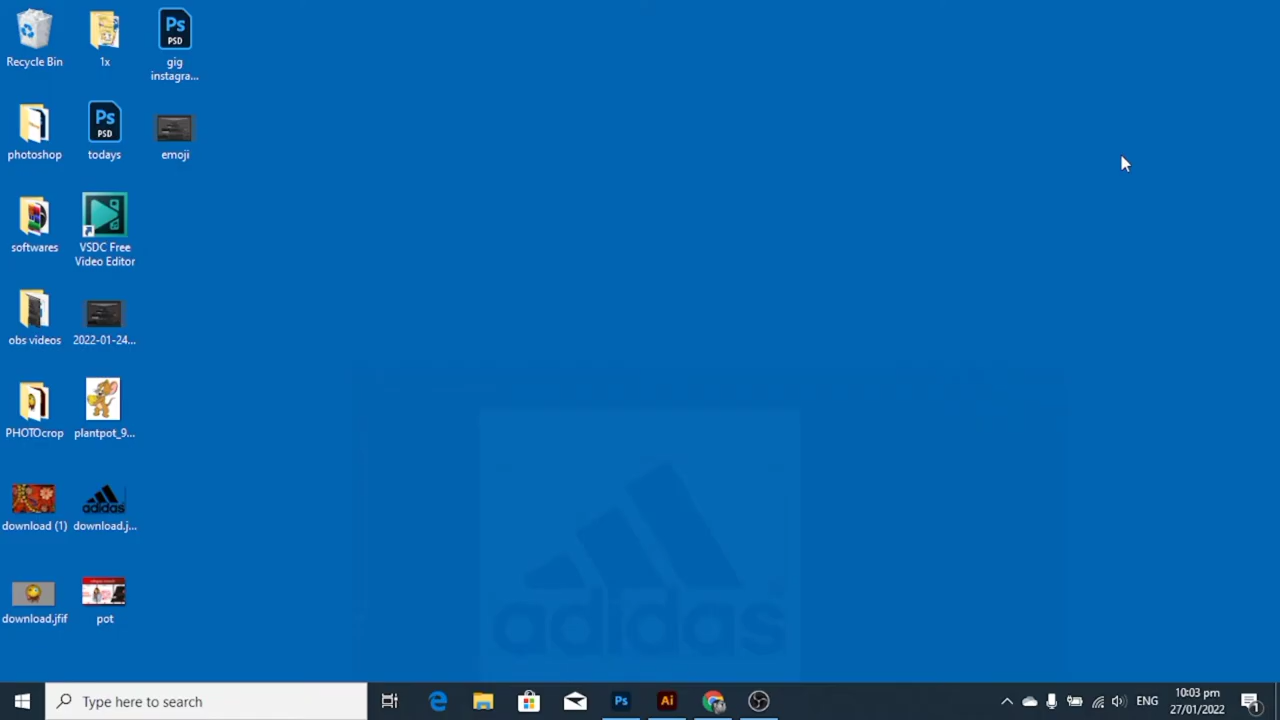 Recycle Bin
1x
gig
instagra...
photoshop
todays
emoji
softwares
VSDC Free
Video Editor
obs videos
2022-01-24...
PHOTOcrop
plantpot_9...
download (1)
download.j...
download.jfif
pot
adidas
Type here to search
ENG
10:03 pm
27/01/2022